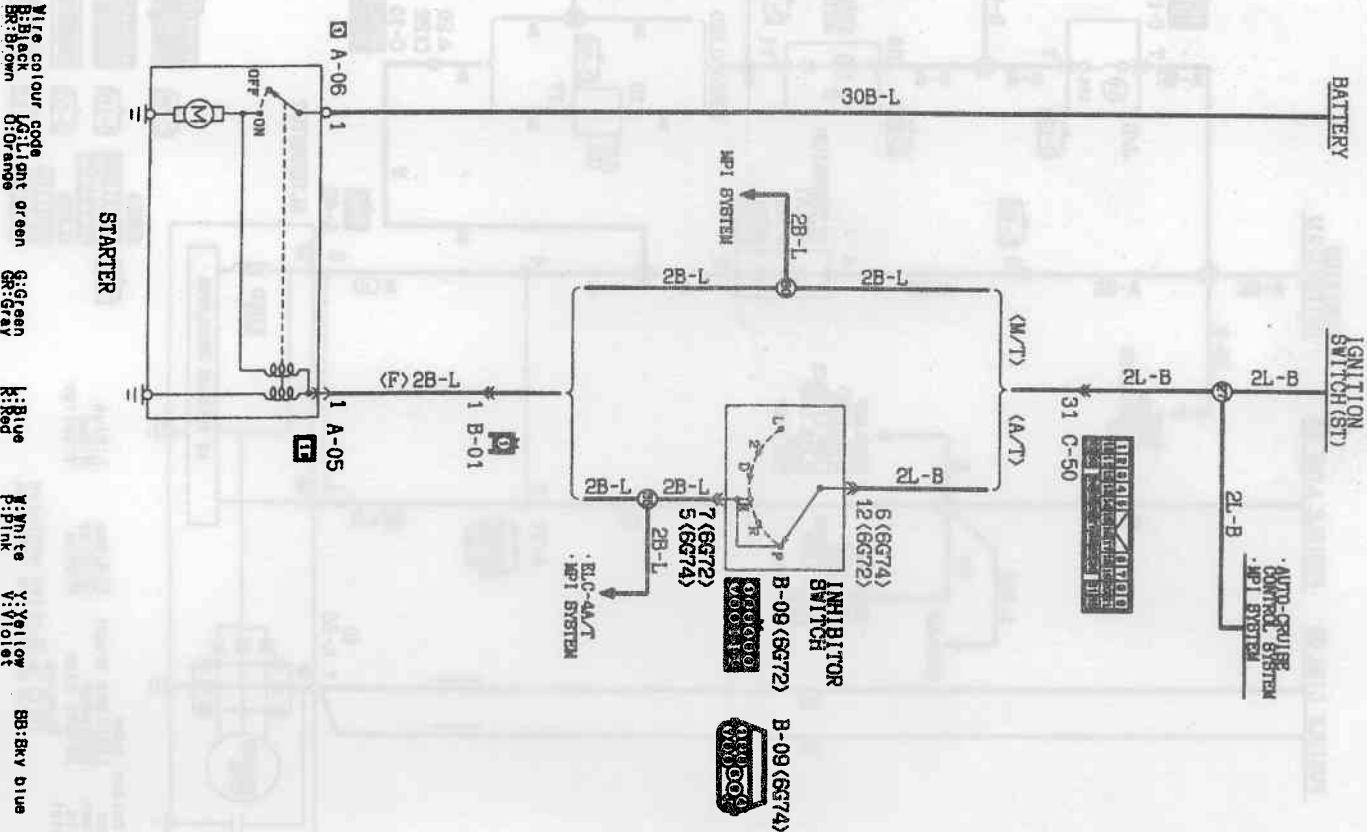 BATTERY
IGNITION
SWITCH (ST)
30B-L
2L-B
2L-B
27
2L-B
·AUTO-CRUISE
CONTROL SYSTEM
·MPI SYSTEM
31 C-50
<M/T>
<A/T>
2B-L
2B-L
2B-L
MPI SYSTEM
2L-B
6<6G74>
12<6G72>
INHIBITOR
SWITCH
B-09<6G72>
B-09<6G74>
P
R
N
D
2
L
7<6G72>
5<6G74>
2B-L
2B-L
2B-L
·ELC-4A/T
·MPI SYSTEM
1 B-01
<F>2B-L
1 A-05
A-06
1
OFF
ON
M
STARTER
Wire colour code
B:Black LG:Light green G:Green L:Blue W:White Y:Yellow SB:Sky blue
BR:Brown O:Orange GR:Gray R:Red P:Pink V:Violet